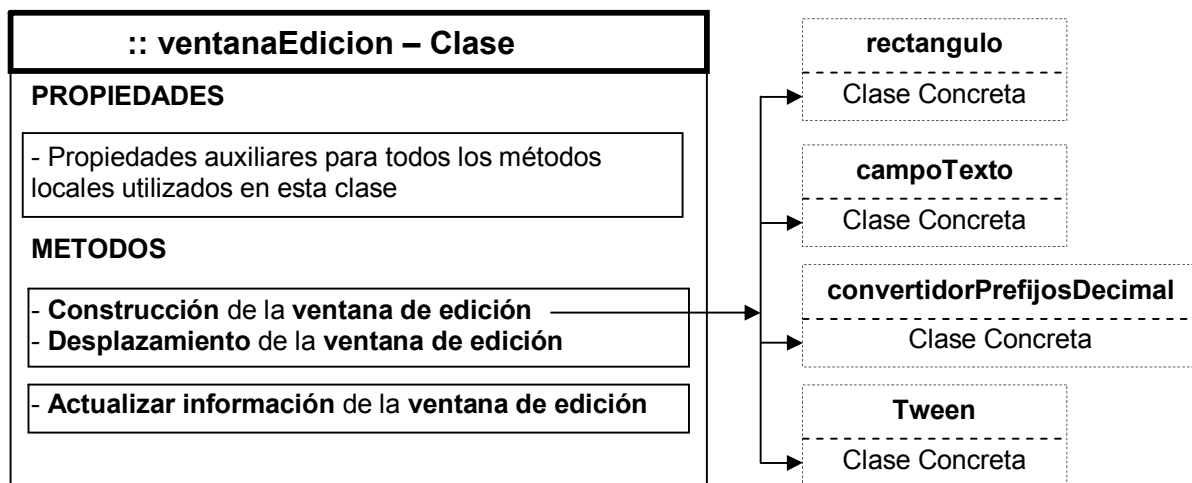 :: ventanaEdicion – Clase
PROPIEDADES
- Propiedades auxiliares para todos los métodos
locales utilizados en esta clase
METODOS
- Construcción de la ventana de edición
- Desplazamiento de la ventana de edición
- Actualizar información de la ventana de edición
rectangulo
Clase Concreta
campoTexto
Clase Concreta
convertidorPrefijosDecimal
Clase Concreta
Tween
Clase Concreta